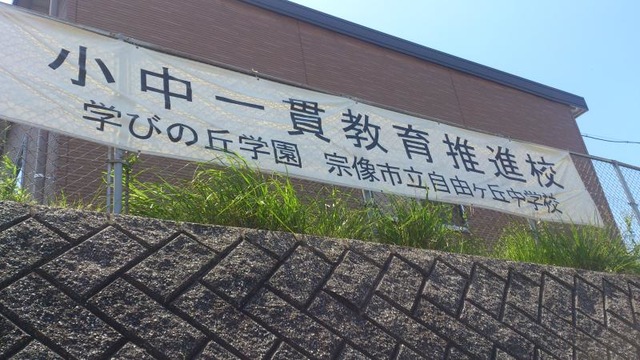 小中一貫教育推進校
学びの丘学園 宗像市立自由ヶ丘中学校